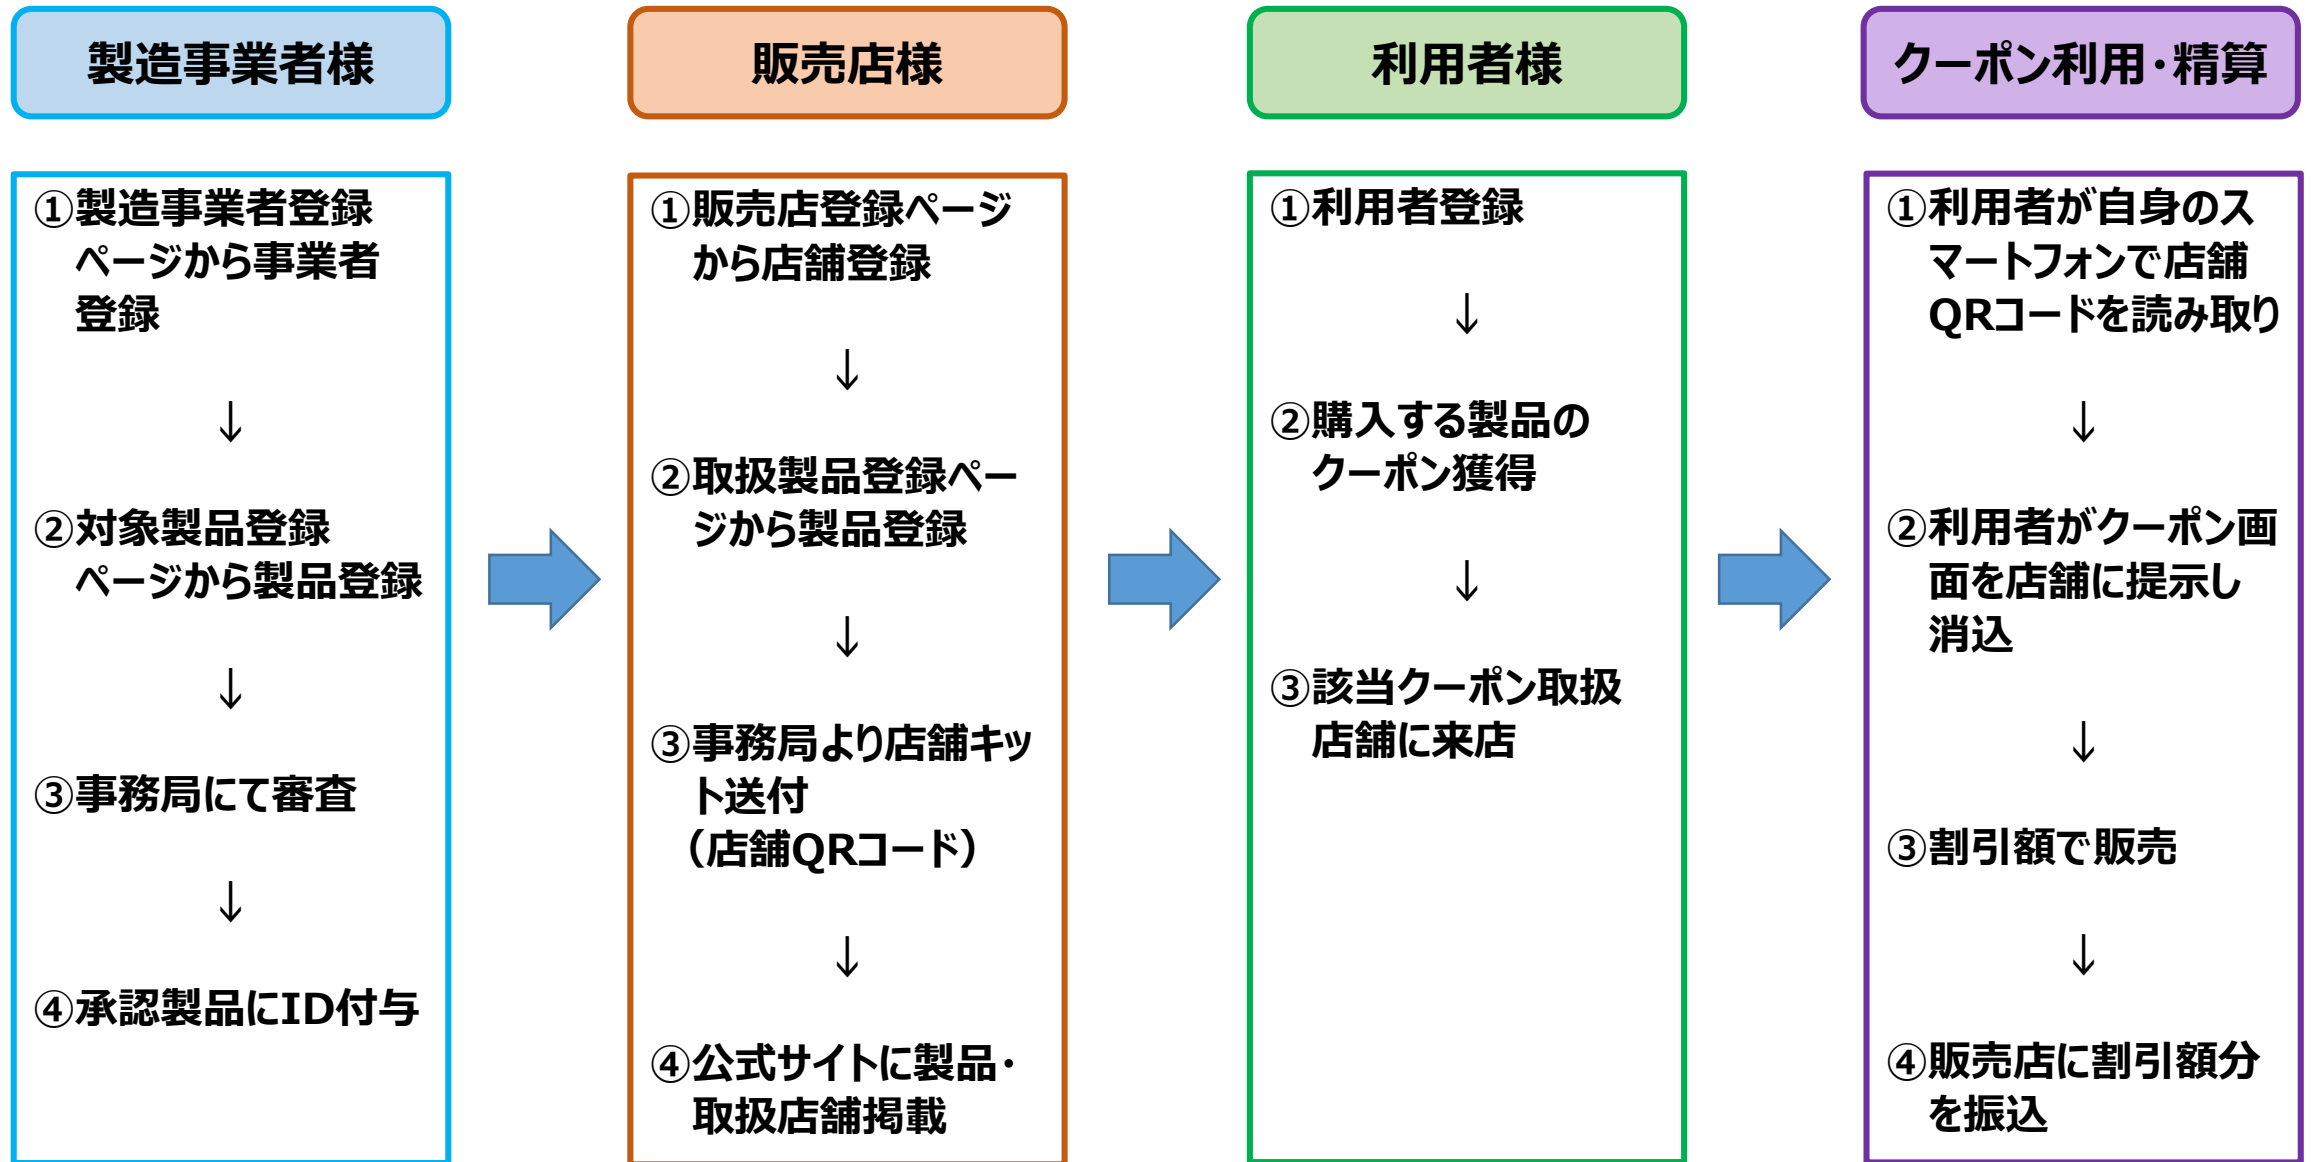 製造事業者様
①製造事業者登録
ページから事業者
登録
↓
②対象製品登録
ページから製品登録
↓
③事務局にて審査
↓
④承認製品にID付与
販売店様
①販売店登録ページ
から店舗登録
↓
②取扱製品登録ペー
ジから製品登録
↓
③事務局より店舗キッ
ト送付
（店舗QRコード）
↓
④公式サイトに製品・
取扱店舗掲載
利用者様
①利用者登録
↓
②購入する製品の
クーポン獲得
↓
③該当クーポン取扱
店舗に来店
クーポン利用・精算
①利用者が自身のス
マートフォンで店舗
QRコードを読み取り
↓
②利用者がクーポン画
面を店舗に提示し
消込
↓
③割引額で販売
↓
④販売店に割引額分
を振込